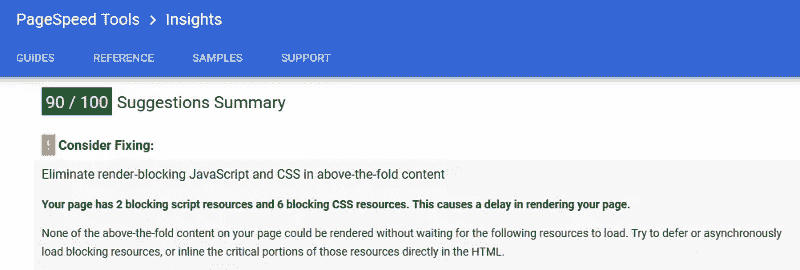 PageSpeed Tools > Insights
GUIDES REFERENCE SAMPLES SUPPORT
90 / 100 Suggestions Summary
! Consider Fixing:
Eliminate render-blocking JavaScript and CSS in above-the-fold content
Your page has 2 blocking script resources and 6 blocking CSS resources. This causes a delay in rendering your page.
None of the above-the-fold content on your page could be rendered without waiting for the following resources to load. Try to defer or asynchronously
load blocking resources, or inline the critical portions of those resources directly in the HTML.